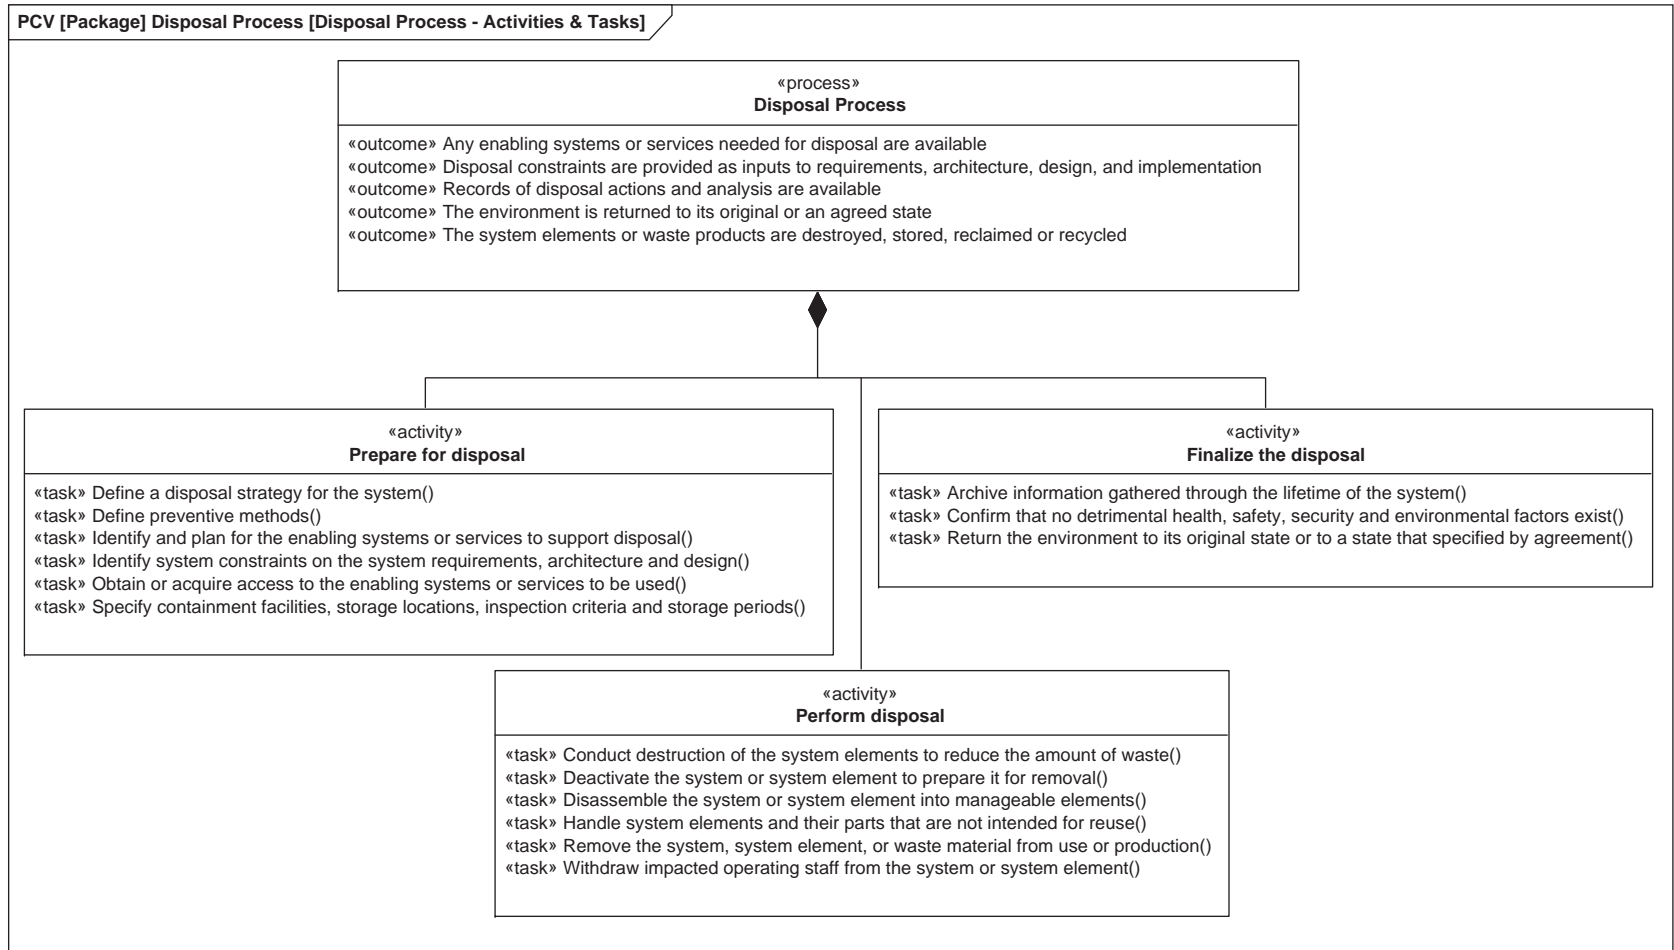 PCV [Package] Disposal Process [Disposal Process - Activities & Tasks]
«process»
Disposal Process
«outcome» Any enabling systems or services needed for disposal are available
«outcome» Disposal constraints are provided as inputs to requirements, architecture, design, and implementation
«outcome» Records of disposal actions and analysis are available
«outcome» The environment is returned to its original or an agreed state
«outcome» The system elements or waste products are destroyed, stored, reclaimed or recycled
«activity»
Prepare for disposal
«task» Define a disposal strategy for the system()
«task» Define preventive methods()
«task» Identify and plan for the enabling systems or services to support disposal()
«task» Identify system constraints on the system requirements, architecture and design()
«task» Obtain or acquire access to the enabling systems or services to be used()
«task» Specify containment facilities, storage locations, inspection criteria and storage periods()
«activity»
Finalize the disposal
«task» Archive information gathered through the lifetime of the system()
«task» Confirm that no detrimental health, safety, security and environmental factors exist()
«task» Return the environment to its original state or to a state that specified by agreement()
«activity»
Perform disposal
«task» Conduct destruction of the system elements to reduce the amount of waste()
«task» Deactivate the system or system element to prepare it for removal()
«task» Disassemble the system or system element into manageable elements()
«task» Handle system elements and their parts that are not intended for reuse()
«task» Remove the system, system element, or waste material from use or production()
«task» Withdraw impacted operating staff from the system or system element()